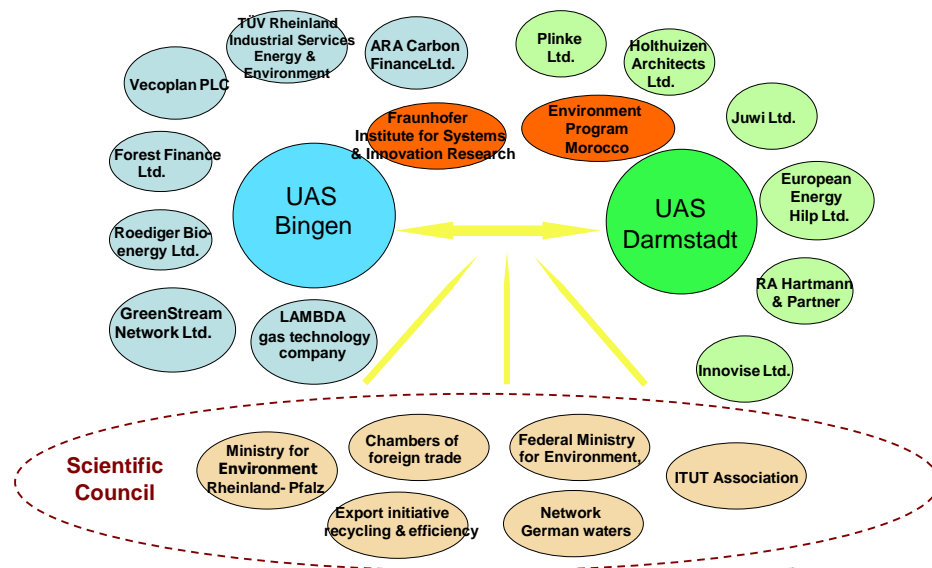 TÜV Rheinland
Industrial Services
Energy &
Environment
ARA Carbon
FinanceLtd.
Plinke
Ltd.
Holthuizen
Architects
Ltd.
Vecoplan PLC
Juwi Ltd.
Fraunhofer
Institute for Systems
& Innovation Research
Environment
Program
Morocco
Forest Finance
Ltd.
UAS
Bingen
UAS
Darmstadt
European
Energy
Hilp Ltd.
Roediger Bio-
energy Ltd.
RA Hartmann
& Partner
GreenStream
Network Ltd.
LAMBDA
gas technology
company
Innovise Ltd.
Scientific
Council
Ministry for
Environment
Rheinland- Pfalz
Chambers of
foreign trade
Federal Ministry
for Environment,
ITUT Association
Export initiative
recycling & efficiency
Network
German waters